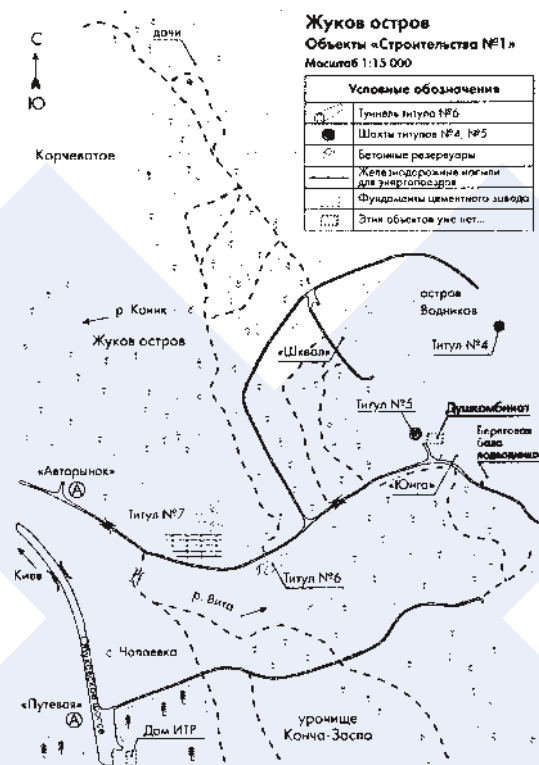 Жуков остров
Объекты «Строительства №1»
Масштаб 1:15 000
Условные обозначения
Туннель титула №6
Шахты титулов №4, №5
Бетонные резервуары
Железнодорожные насыпи
для энергопоездов
Фундаменты цементного завода
Этих объектов уже нет...
С
Ю
дачи
Корчеватое
р. Коник
Жуков остров
остров
Водников
«Шквал»
Титул №4
Титул №5
Душкомбинат
Береговая
база
подводников
«Юнга»
«Авторынок»
А
Титул №7
Титул №6
Киев
р. Вита
с. Чапаевка
«Путевая»
А
Дом ИТР
урочище
Конча-Заспа